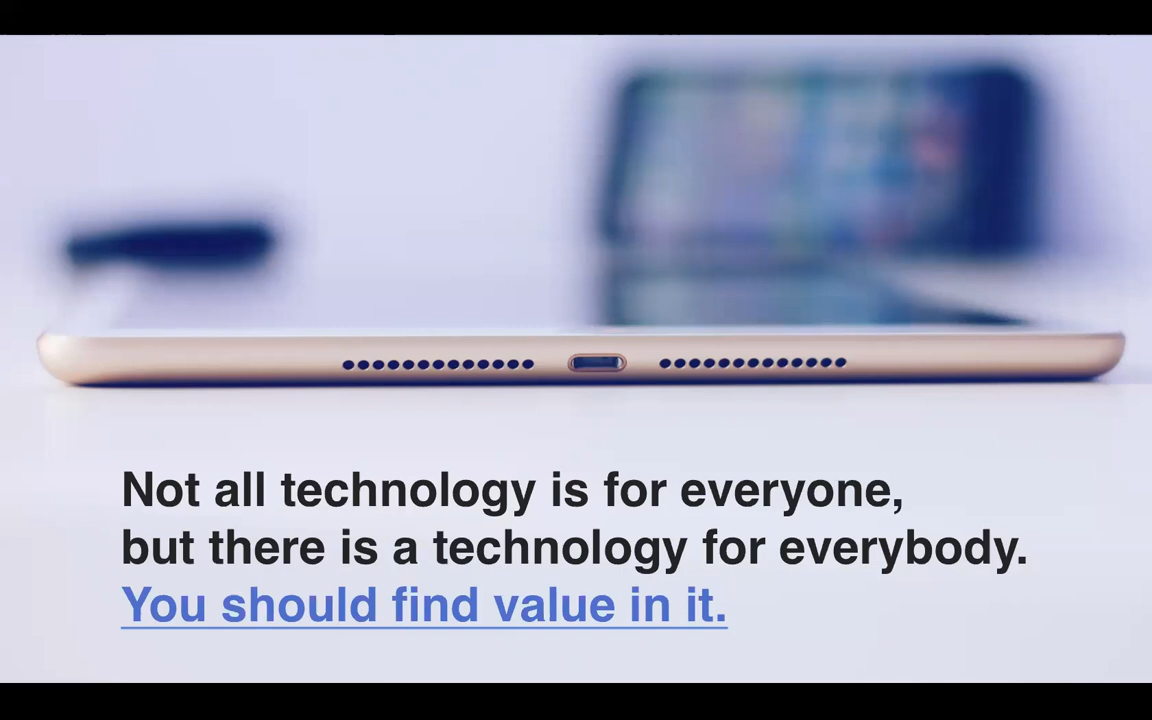 Not all technology is for everyone,
but there is a technology for everybody.
You should find value in it.